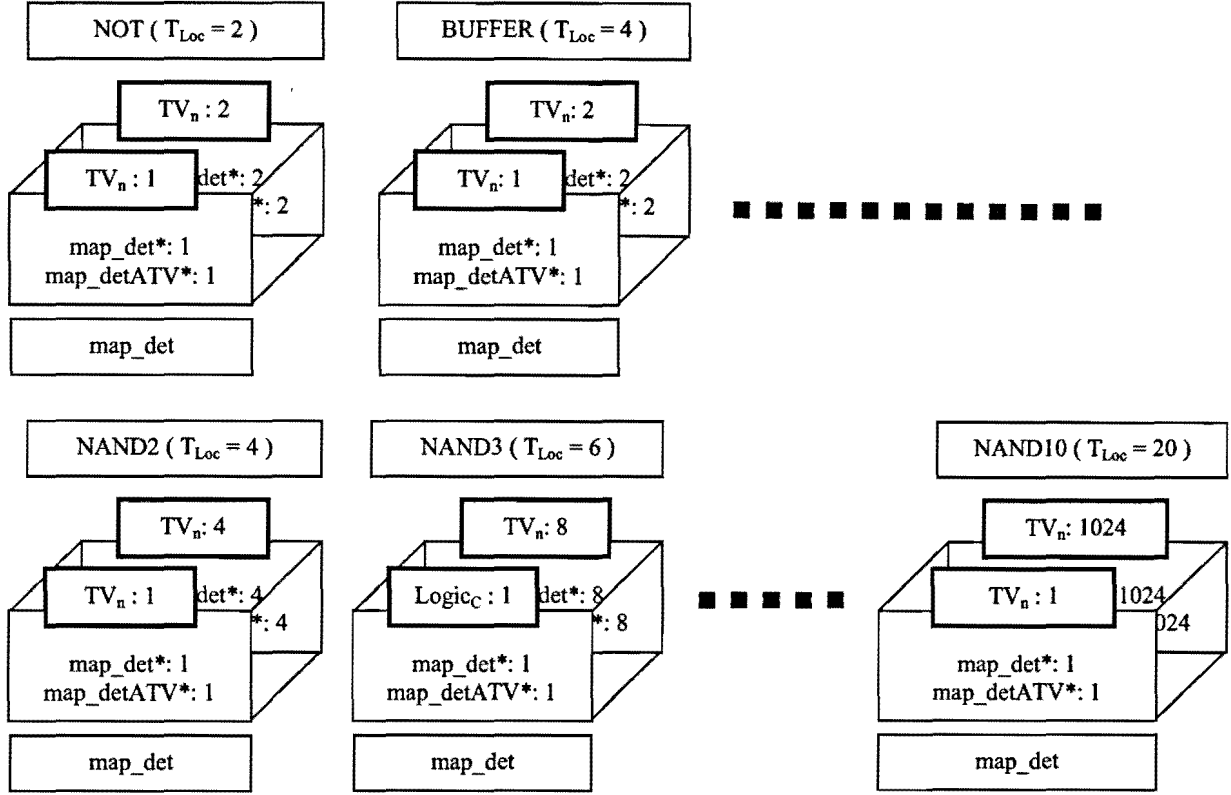 NOT ( T_Loc = 2 )
BUFFER ( T_Loc = 4 )
TV_n : 2
TV_n: 2
TV_n : 1
det*: 2
TV_n : 1
det*: 2
*: 2
*: 2
map_det*: 1
map_detATV*: 1
map_det*: 1
map_detATV*: 1
map_det
map_det
NAND2 ( T_Loc = 4 )
NAND3 ( T_Loc = 6 )
NAND10 ( T_Loc = 20 )
TV_n: 4
TV_n: 8
TV_n: 1024
TV_n : 1
det*: 4
Logic_C : 1
det*: 8
TV_n : 1
1024
*: 4
*: 8
024
map_det*: 1
map_detATV*: 1
map_det*: 1
map_detATV*: 1
map_det*: 1
map_detATV*: 1
map_det
map_det
map_det